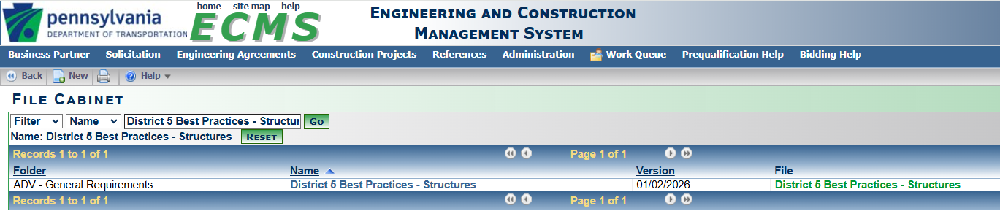 home site map help
pennsylvania
DEPARTMENT OF TRANSPORTATION
ECMS
ENGINEERING AND CONSTRUCTION
MANAGEMENT SYSTEM
Business Partner Solicitation Engineering Agreements Construction Projects References Administration Work Queue Prequalification Help Bidding Help
Back New Help
FILE CABINET
Filter Name District 5 Best Practices - Structu Go
Name: District 5 Best Practices - Structures RESET
Records 1 to 1 of 1 Page 1 of 1
Folder Name Version File
ADV - General Requirements District 5 Best Practices - Structures 01/02/2026 District 5 Best Practices - Structures
Records 1 to 1 of 1 Page 1 of 1